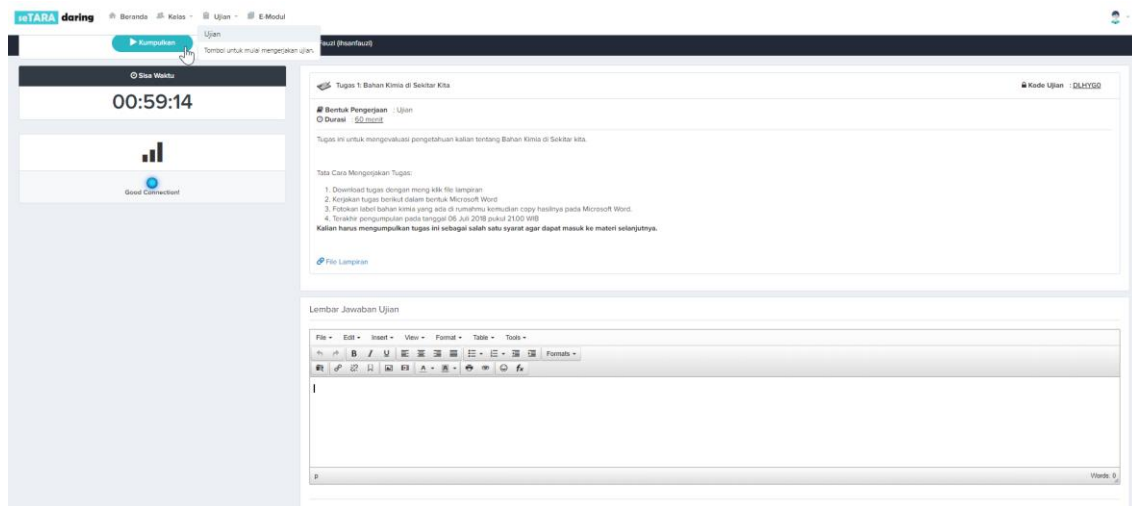 seTARA daring Beranda Kelas Ujian E-Modul
Ujian
Tombol untuk mulai mengerjakan ujian.
Kumpulkan
fauzi (ihsanfauzi)
Sisa Waktu
00:59:14
Good Connection!
Tugas 1: Bahan Kimia di Sekitar Kita
Kode Ujian : DLHYG0
Bentuk Pengerjaan : Ujian
Durasi : 60 menit
Tugas ini untuk mengevaluasi pengetahuan kalian tentang Bahan Kimia di Sekitar kita.
Tata Cara Mengerjakan Tugas:
1. Download tugas dengan meng klik file lampiran
2. Kerjakan tugas berikut dalam bentuk Microsoft Word
3. Fotokan label bahan kimia yang ada di rumahmu kemudian copy hasilnya pada Microsoft Word.
4. Terakhir pengumpulan pada tanggal 06 Juli 2018 pukul 21.00 WIB
Kalian harus mengumpulkan tugas ini sebagai salah satu syarat agar dapat masuk ke materi selanjutnya.
File Lampiran
Lembar Jawaban Ujian
File Edit Insert View Format Table Tools
B I U Formats
A A fx
p
Words: 0